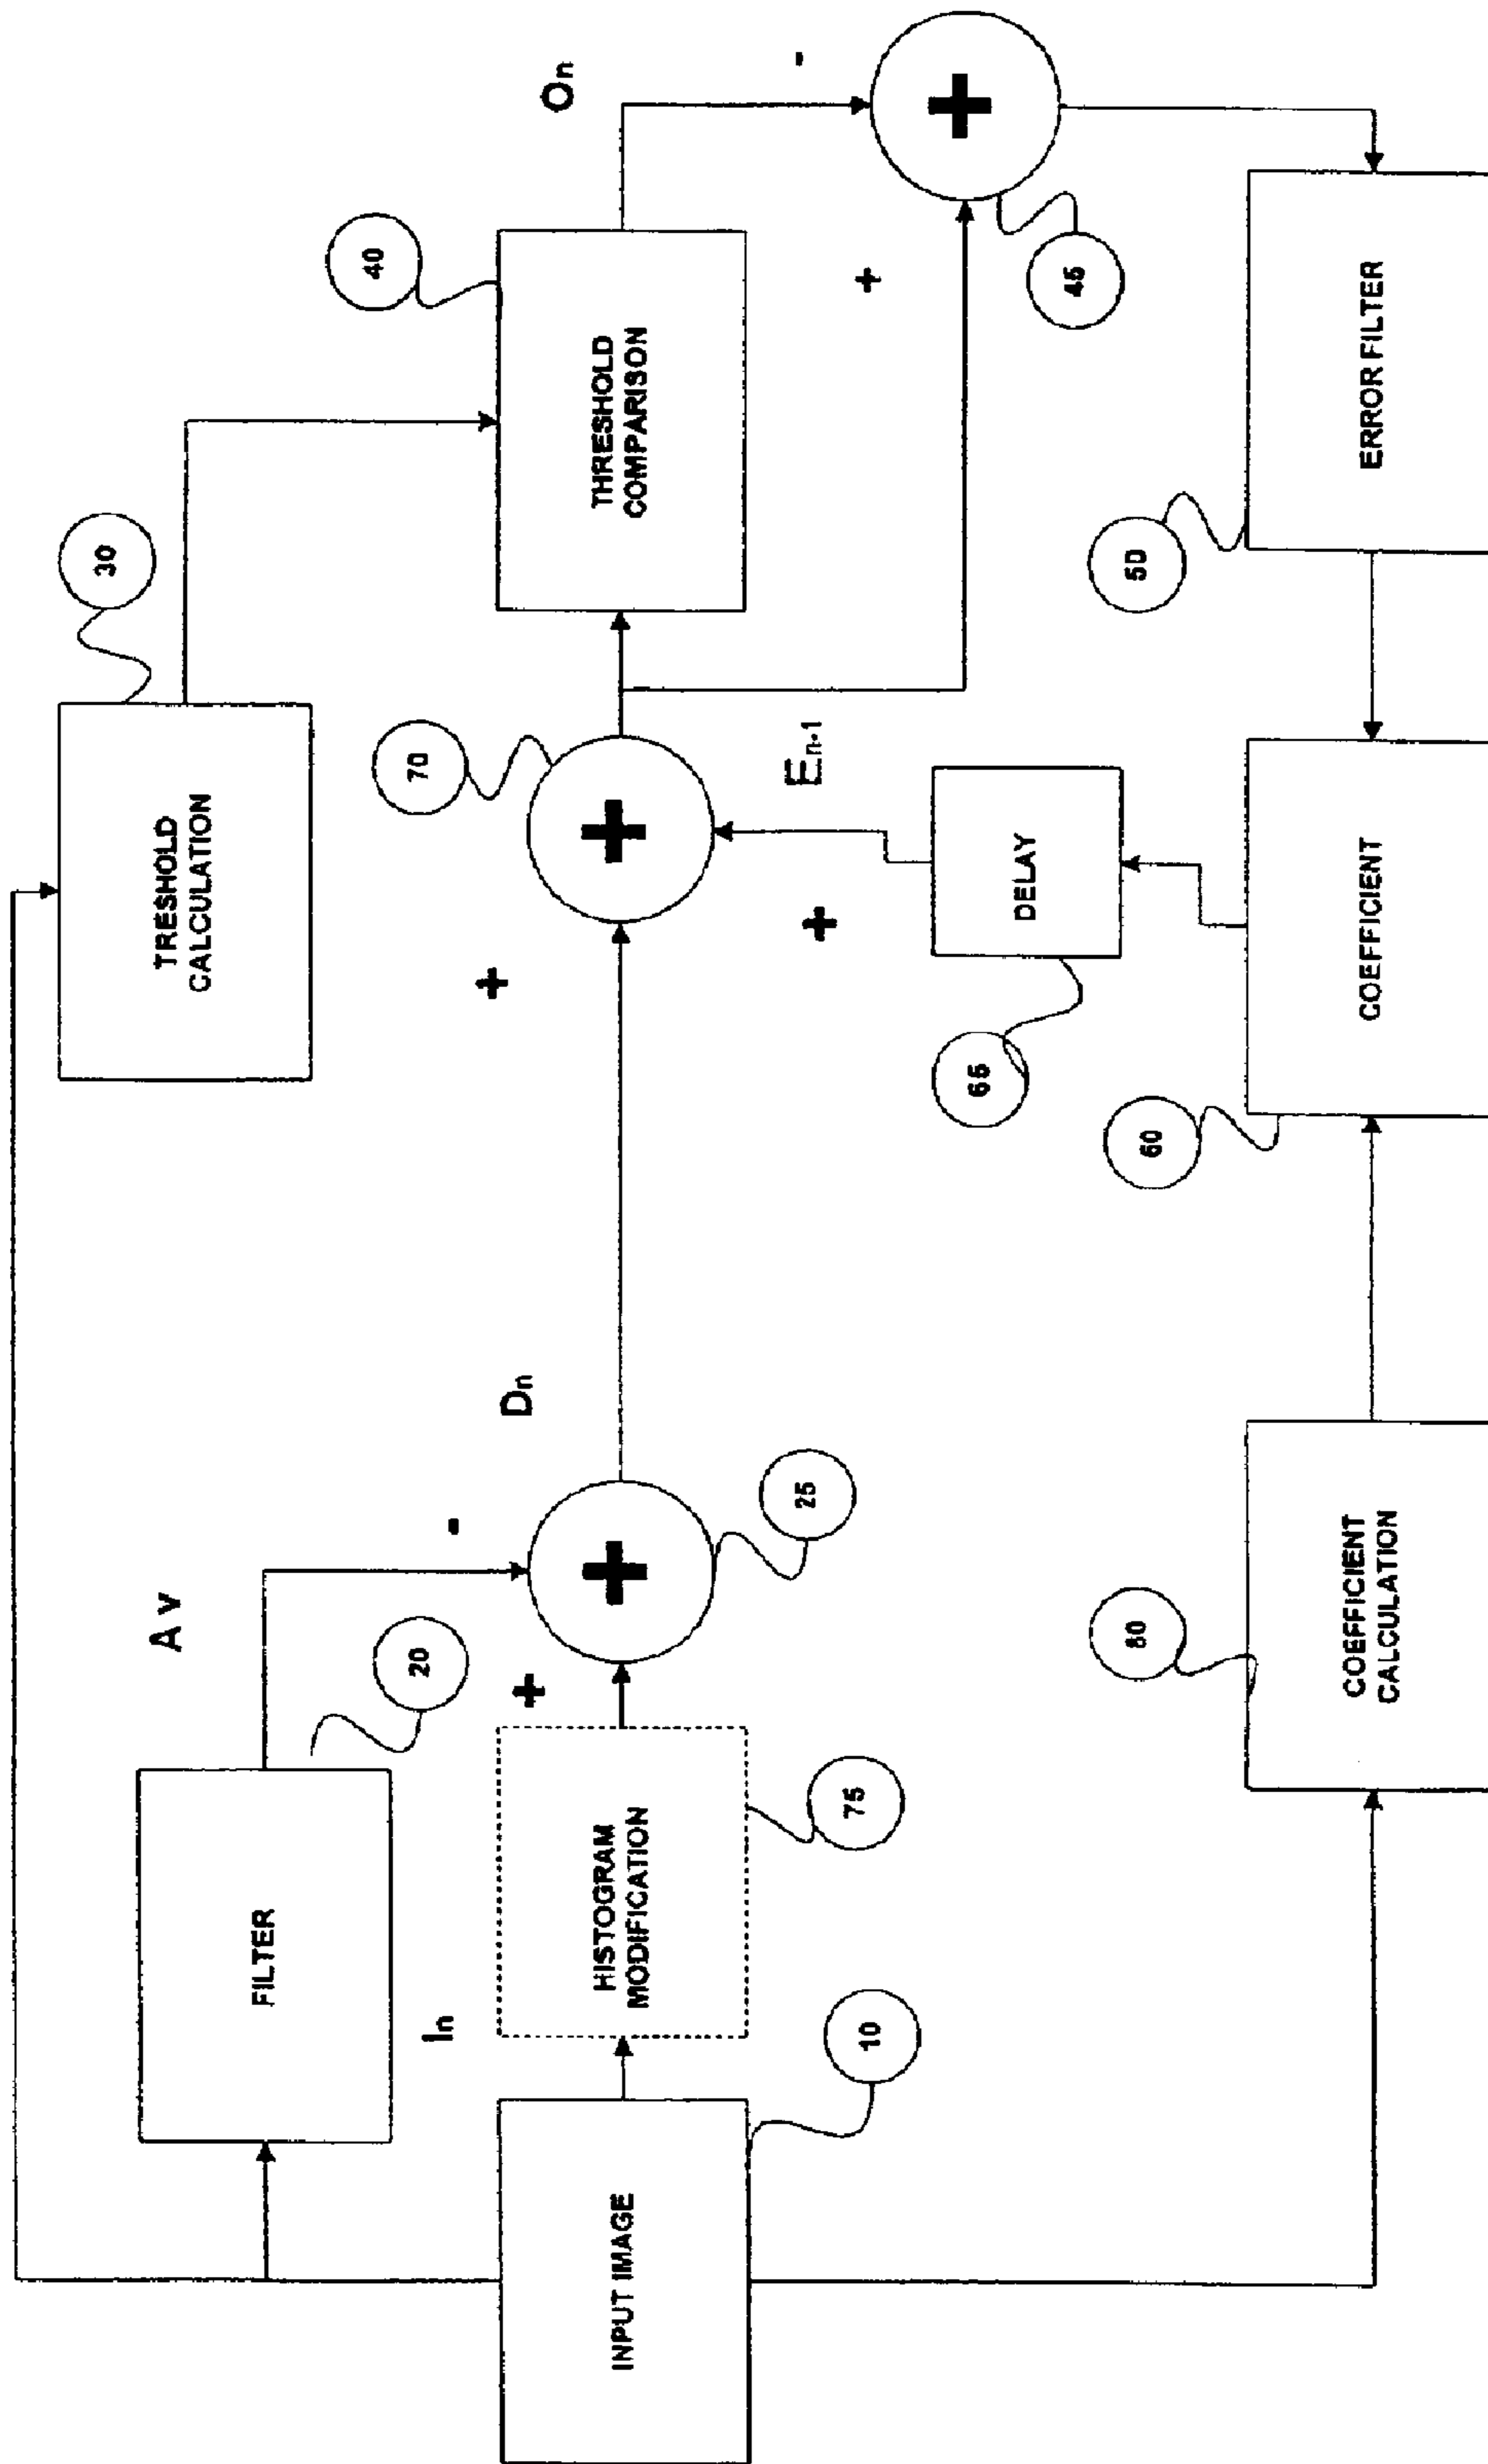 30
TRESHOLD
CALCULATION
A v
FILTER
20
40
On
-
THRESHOLD
COMPARISON
70
+
+
-
Dn
+
In
HISTOGRAM
MODIFICATION
INPUT IMAGE
10
75
+
25
+
En-1
+
+
+
45
DELAY
65
50
60
80
COEFFICIENT
CALCULATION
COEFFICIENT
ERROR FILTER